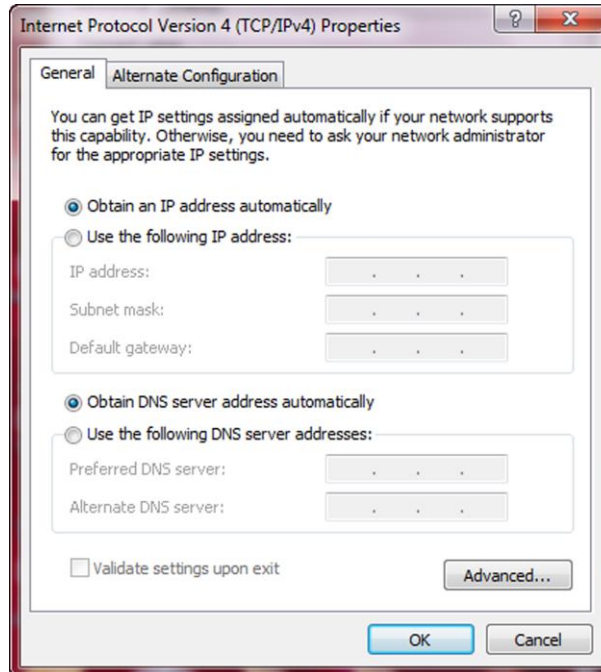 Internet Protocol Version 4 (TCP/IPv4) Properties
General
Alternate Configuration
You can get IP settings assigned automatically if your network supports
this capability. Otherwise, you need to ask your network administrator
for the appropriate IP settings.
Obtain an IP address automatically
Use the following IP address:
IP address:
Subnet mask:
Default gateway:
Obtain DNS server address automatically
Use the following DNS server addresses:
Preferred DNS server:
Alternate DNS server:
Validate settings upon exit
Advanced...
OK
Cancel